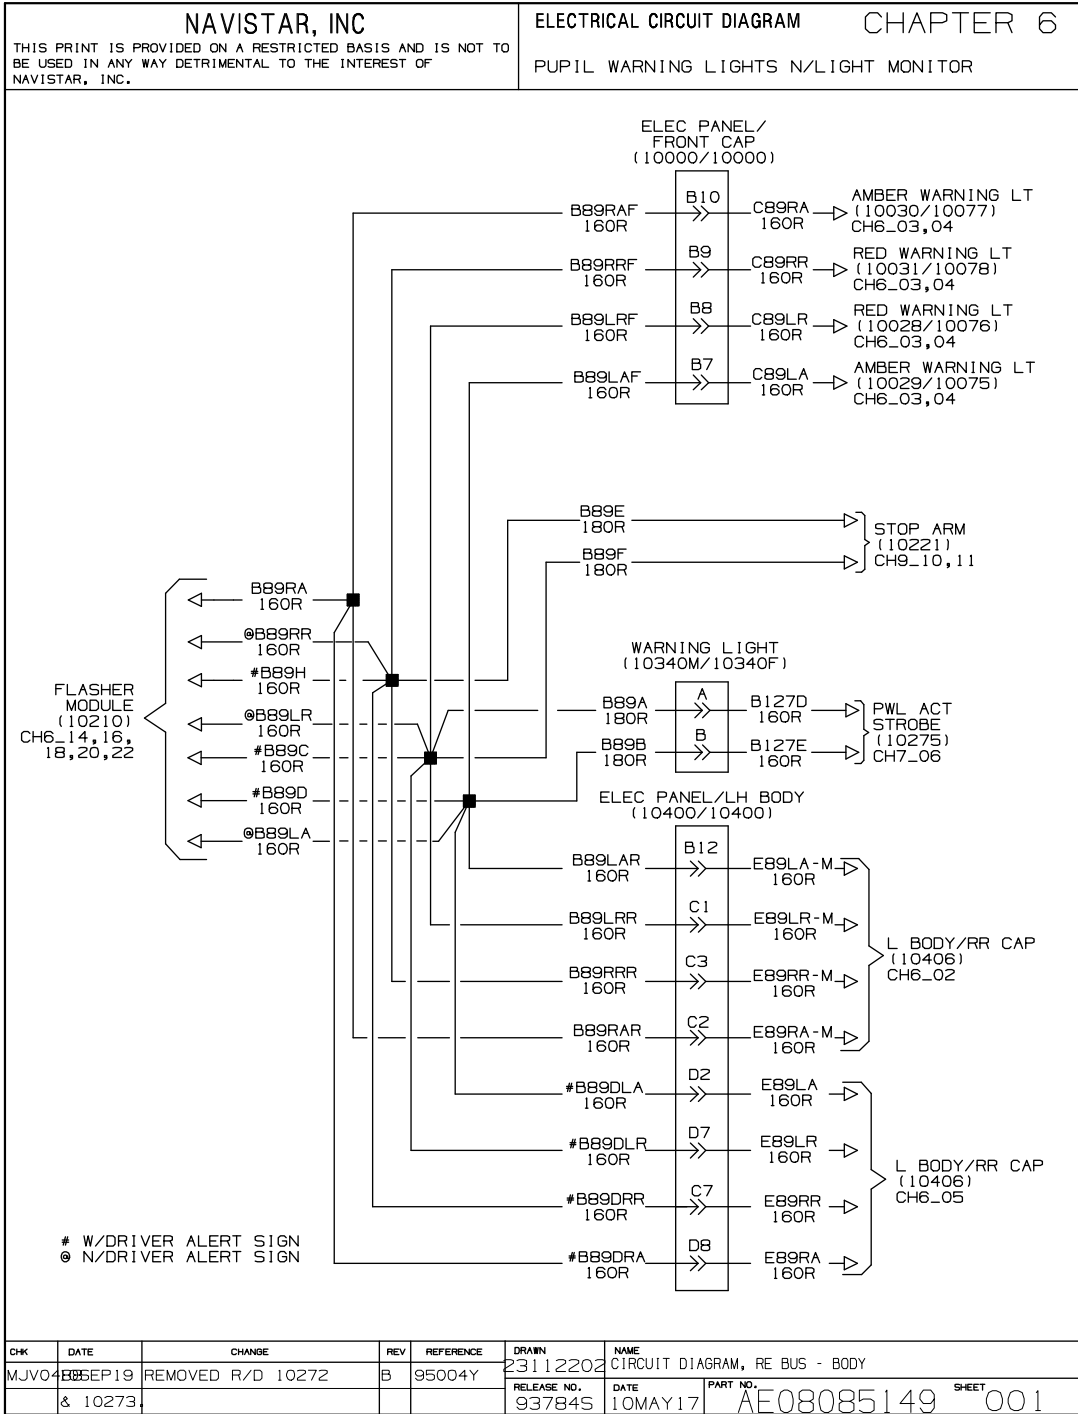 NAVISTAR, INC
THIS PRINT IS PROVIDED ON A RESTRICTED BASIS AND IS NOT TO
BE USED IN ANY WAY DETRIMENTAL TO THE INTEREST OF
NAVISTAR, INC.
ELECTRICAL CIRCUIT DIAGRAM
CHAPTER 6
PUPIL WARNING LIGHTS N/LIGHT MONITOR
ELEC PANEL/
FRONT CAP
(10000/10000)
B89RAF
160R
B10
C89RA
160R
AMBER WARNING LT
(10030/10077)
CH6_03,04
B89RRF
160R
B9
C89RR
160R
RED WARNING LT
(10031/10078)
CH6_03,04
B89LRF
160R
B8
C89LR
160R
RED WARNING LT
(10028/10076)
CH6_03,04
B89LAF
160R
B7
C89LA
160R
AMBER WARNING LT
(10029/10075)
CH6_03,04
B89E
180R
B89F
180R
STOP ARM
(10221)
CH9_10,11
FLASHER
MODULE
(10210)
CH6_14,16,
18,20,22
B89RA
160R
@B89RR
160R
#B89H
160R
@B89LR
160R
#B89C
160R
#B89D
160R
@B89LA
160R
WARNING LIGHT
(10340M/10340F)
B89A
180R
A
B127D
160R
B89B
180R
B
B127E
160R
PWL ACT
STROBE
(10275)
CH7_06
ELEC PANEL/LH BODY
(10400/10400)
B89LAR
160R
B12
E89LA-M
160R
B89LRR
160R
C1
E89LR-M
160R
B89RRR
160R
C3
E89RR-M
160R
B89RAR
160R
C2
E89RA-M
160R
L BODY/RR CAP
(10406)
CH6_02
#B89DLA
160R
D2
E89LA
160R
#B89DLR
160R
D7
E89LR
160R
#B89DRR
160R
C7
E89RR
160R
#B89DRA
160R
D8
E89RA
160R
L BODY/RR CAP
(10406)
CH6_05
# W/DRIVER ALERT SIGN
@ N/DRIVER ALERT SIGN
CHK DATE CHANGE REV REFERENCE
REMOVED R/D 10272 B 95004Y
& 10273.
DRAWN
23112202
NAME
CIRCUIT DIAGRAM, RE BUS - BODY
RELEASE NO.
93784S
DATE
10MAY17
PART NO.
AE08085149
SHEET
001